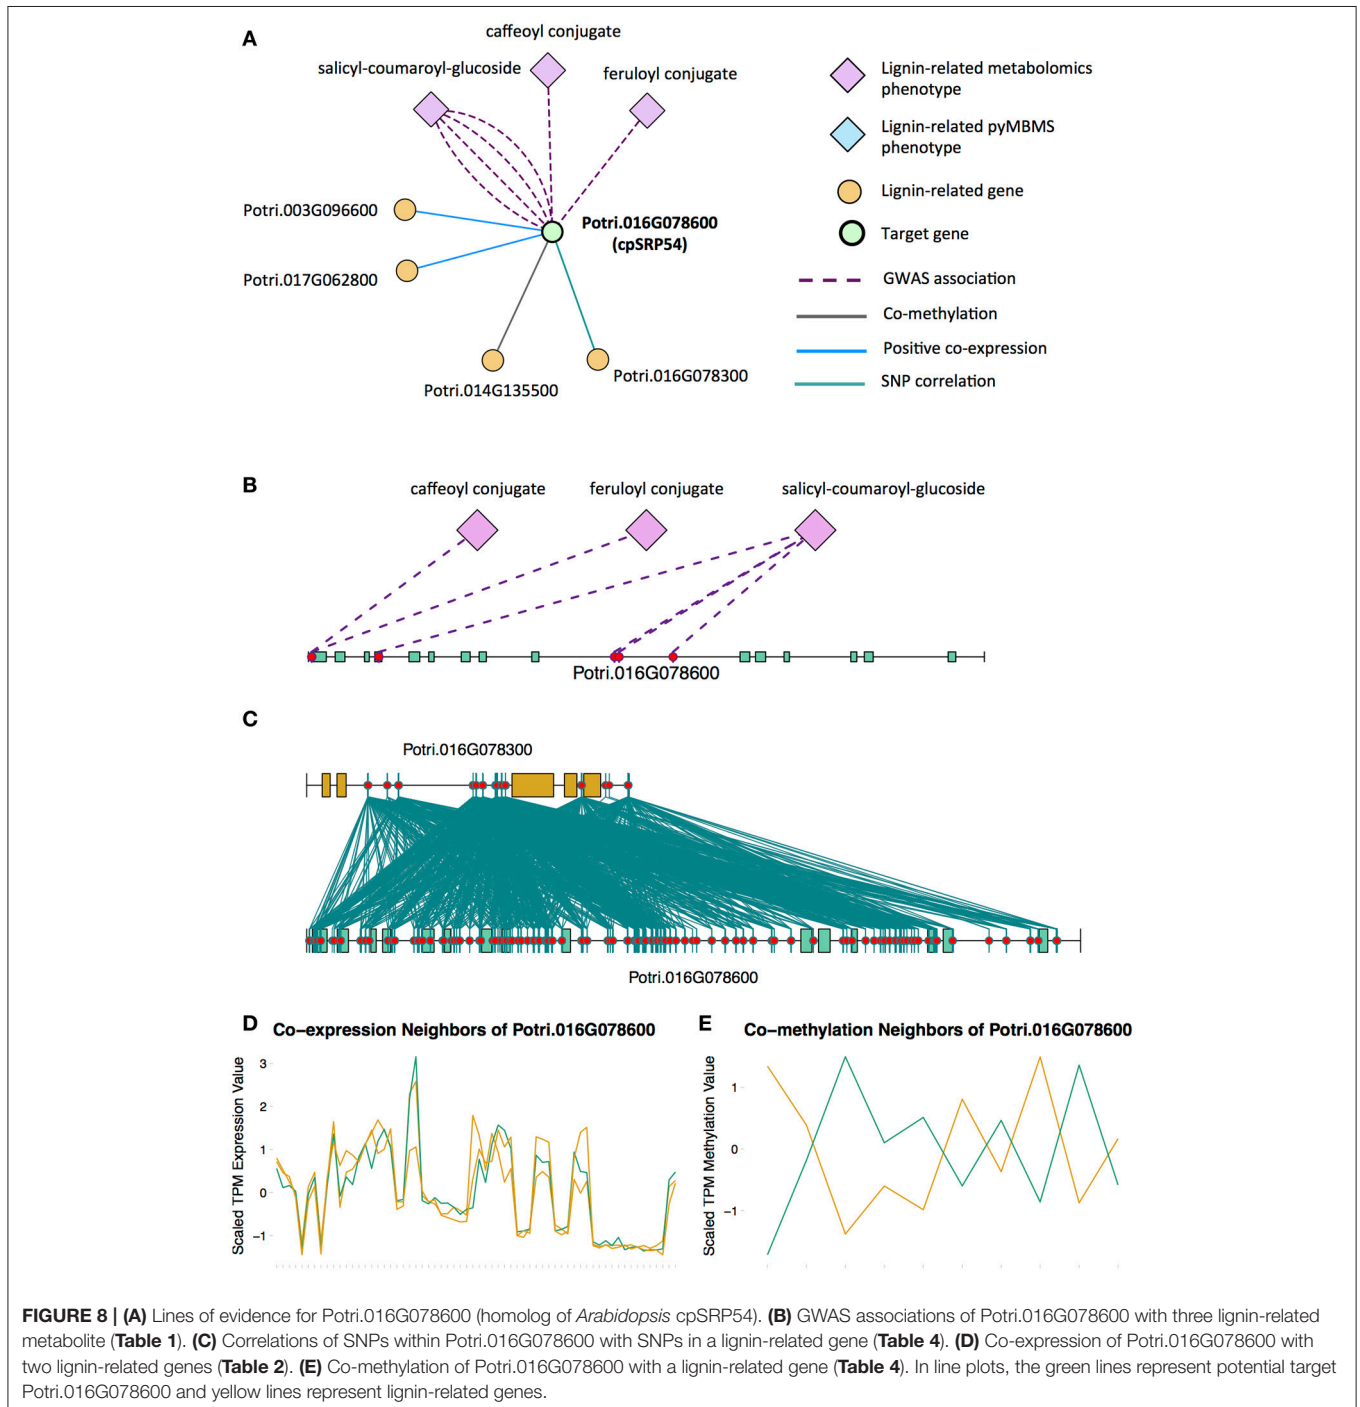 A
caffeoyl conjugate
salicyl-coumaroyl-glucoside
feruloyl conjugate
Lignin-related metabolomics
phenotype
Lignin-related pyMBMS
phenotype
Lignin-related gene
Target gene
GWAS association
Co-methylation
Positive co-expression
SNP correlation
Potri.003G096600
Potri.016G078600
(cpSRP54)
Potri.017G062800
Potri.014G135500
Potri.016G078300
B
caffeoyl conjugate
feruloyl conjugate
salicyl-coumaroyl-glucoside
Potri.016G078600
C
Potri.016G078300
Potri.016G078600
D
Co−expression Neighbors of Potri.016G078600
Scaled TPM Expression Value
3
2
1
0
−1
E
Co−methylation Neighbors of Potri.016G078600
Scaled TPM Methylation Value
1
0
−1
FIGURE 8 | (A) Lines of evidence for Potri.016G078600 (homolog of Arabidopsis cpSRP54). (B) GWAS associations of Potri.016G078600 with three lignin-related
metabolite (Table 1). (C) Correlations of SNPs within Potri.016G078600 with SNPs in a lignin-related gene (Table 4). (D) Co-expression of Potri.016G078600 with
two lignin-related genes (Table 2). (E) Co-methylation of Potri.016G078600 with a lignin-related gene (Table 4). In line plots, the green lines represent potential target
Potri.016G078600 and yellow lines represent lignin-related genes.